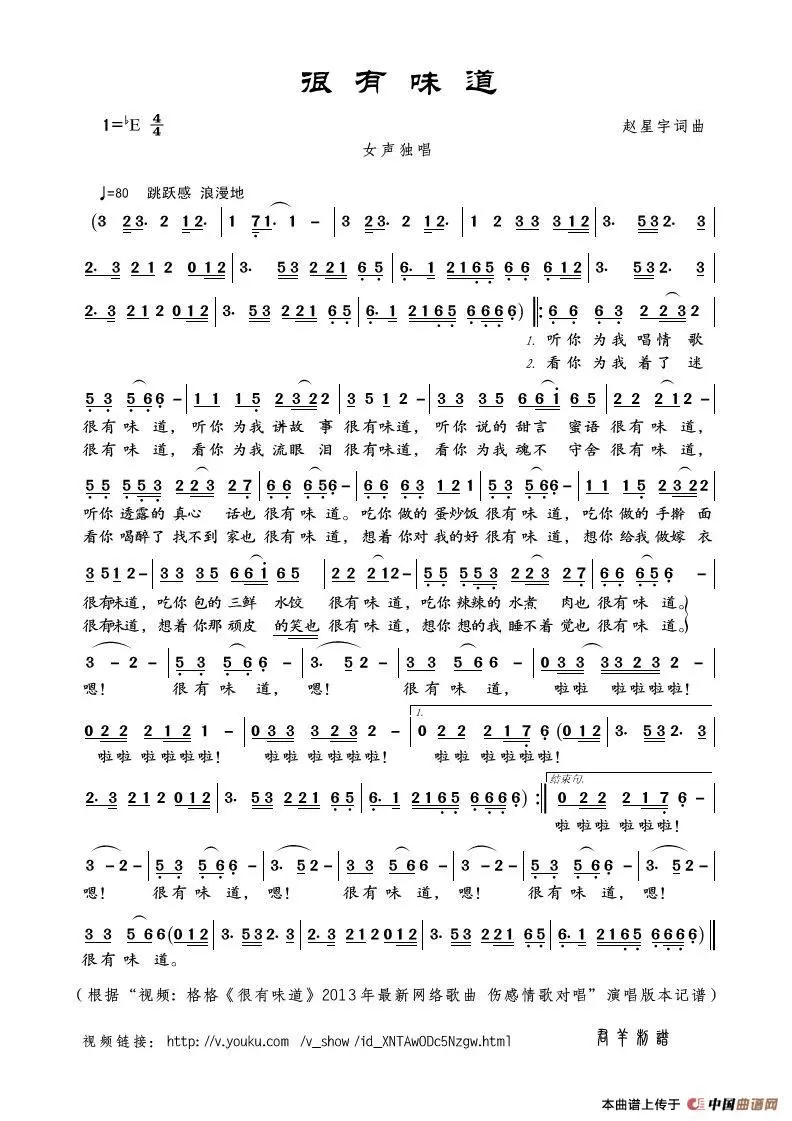 很有味道
1=♭E 4/4
赵星宇词曲
女声独唱
♩=80 跳跃感 浪漫地
(3 23. 2 12. | 1 71. 1 – | 3 23. 2 12. | 1 2 33 312 | 3. 532. 3 |
2. 3 212 012 | 3. 53 221 65 | 6. 1 2165 66 612 | 3. 532. 3 |
2. 3 212 012 | 3. 53 221 65 | 6. 1 2165 6666) |: 66 63 2232 |
1. 听你 为我 唱情 歌
2. 看你 为我 着了 迷
53 566 – | 11 15 2322 | 3512 – | 33 35 661 65 | 22 212 – |
很有味道，听你为我讲故事很有味道，听你说的甜言蜜语很有味道，
很有味道，看你为我流眼泪很有味道，看你为我魂不守舍很有味道，
55 553 223 27 | 66 656 – | 66 63 121 | 53 566 – | 11 15 2322 |
听你透露的真心话也很有味道。吃你做的蛋炒饭很有味道，吃你做的手擀面
看你喝醉了找不到家也很有味道，想着你对我的好很有味道，想你给我做嫁衣
3512 – | 33 35 661 65 | 22 212 – | 55 553 223 27 | 66 656 – |
很有味道，吃你包的三鲜水饺很有味道，吃你辣辣的水煮肉也很有味道。
很有味道，想着你那顽皮的笑也很有味道，想你想的我睡不着觉也很有味道。
3 – 2 – | 53 566 – | 3. 52 – | 33 566 – | 033 3323 2 – |
嗯！ 很有味道，嗯！ 很有味道， 啦啦 啦啦啦啦！
022 2121 – | 033 3232 – | 1. 022 217 6 (012 | 3. 532. 3 |
啦啦 啦啦啦啦！ 啦啦 啦啦啦啦！ 啦啦 啦啦啦啦！
2. 3 212 012 | 3. 53 221 65 | 6. 1 2165 6666) :| 结束句. 022 2176 – |
啦 啦啦 啦啦啦！
3 – 2 – | 53 566 – | 3. 52 – | 33 566 – | 3 – 2 – | 53 566 – | 3. 52 – |
嗯！ 很有味道，嗯！ 很有味道，嗯！ 很有味道，嗯！
33 566 (012 | 3. 532. 3 | 2. 3 212 012 | 3. 53 221 65 | 6. 1 2165 6666) ||
很有味道。
（根据“视频：格格《很有味道》2013年最新网络歌曲 伤感情歌对唱”演唱版本记谱）
视频链接：http://v.youku.com /v_show /id_XNTAwODc5Nzgw.html
君羊制谱
本曲谱上传于 中国曲谱网